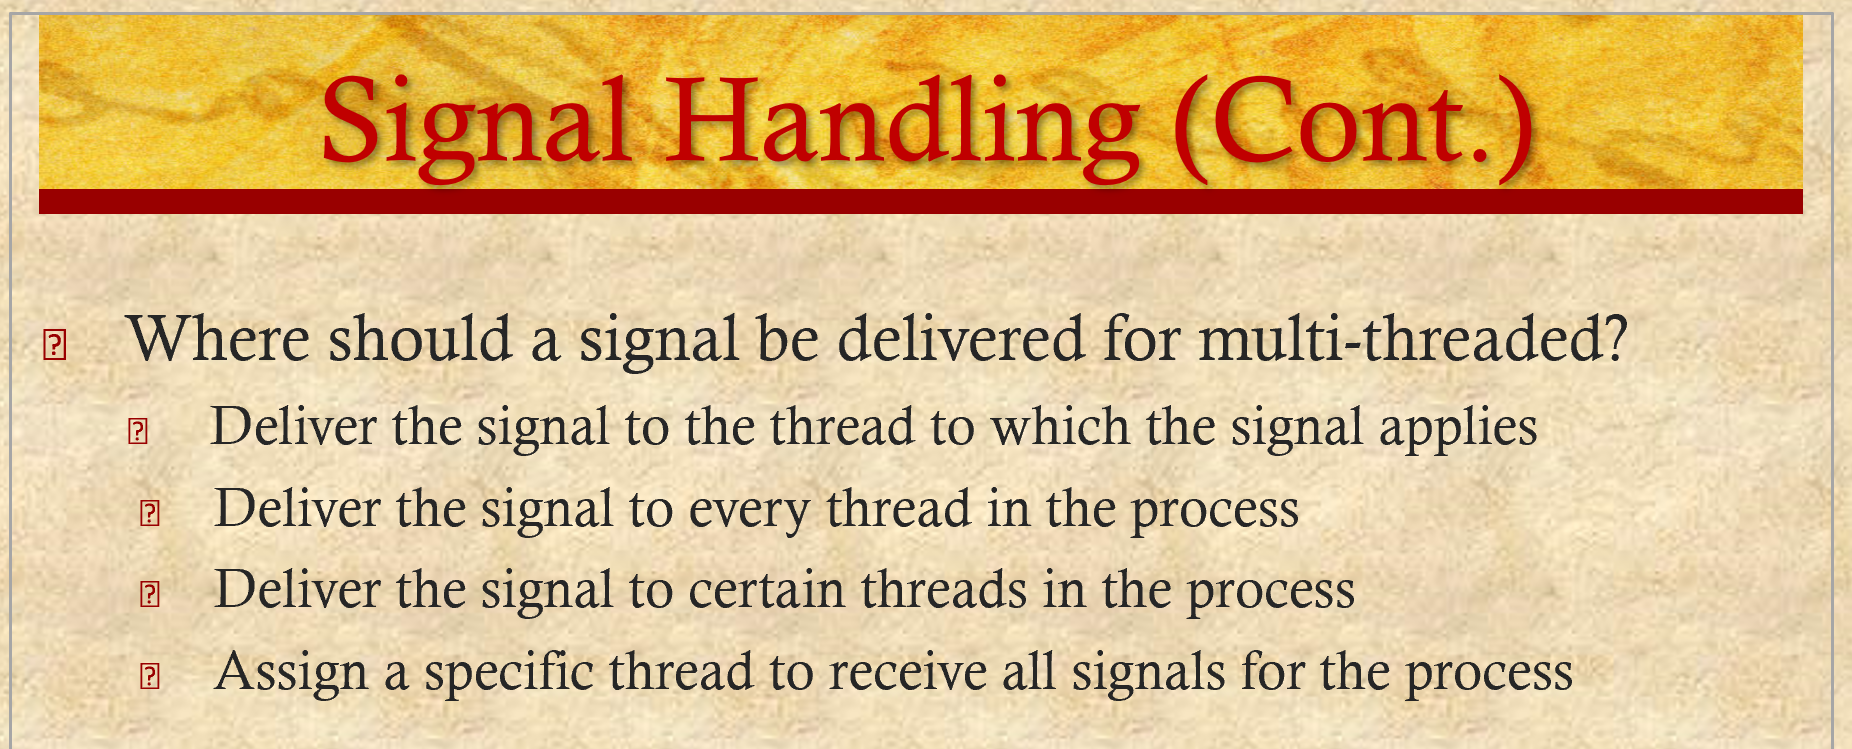 Signal Handling (Cont.)
Where should a signal be delivered for multi-threaded?
Deliver the signal to the thread to which the signal applies
Deliver the signal to every thread in the process
Deliver the signal to certain threads in the process
Assign a specific thread to receive all signals for the process